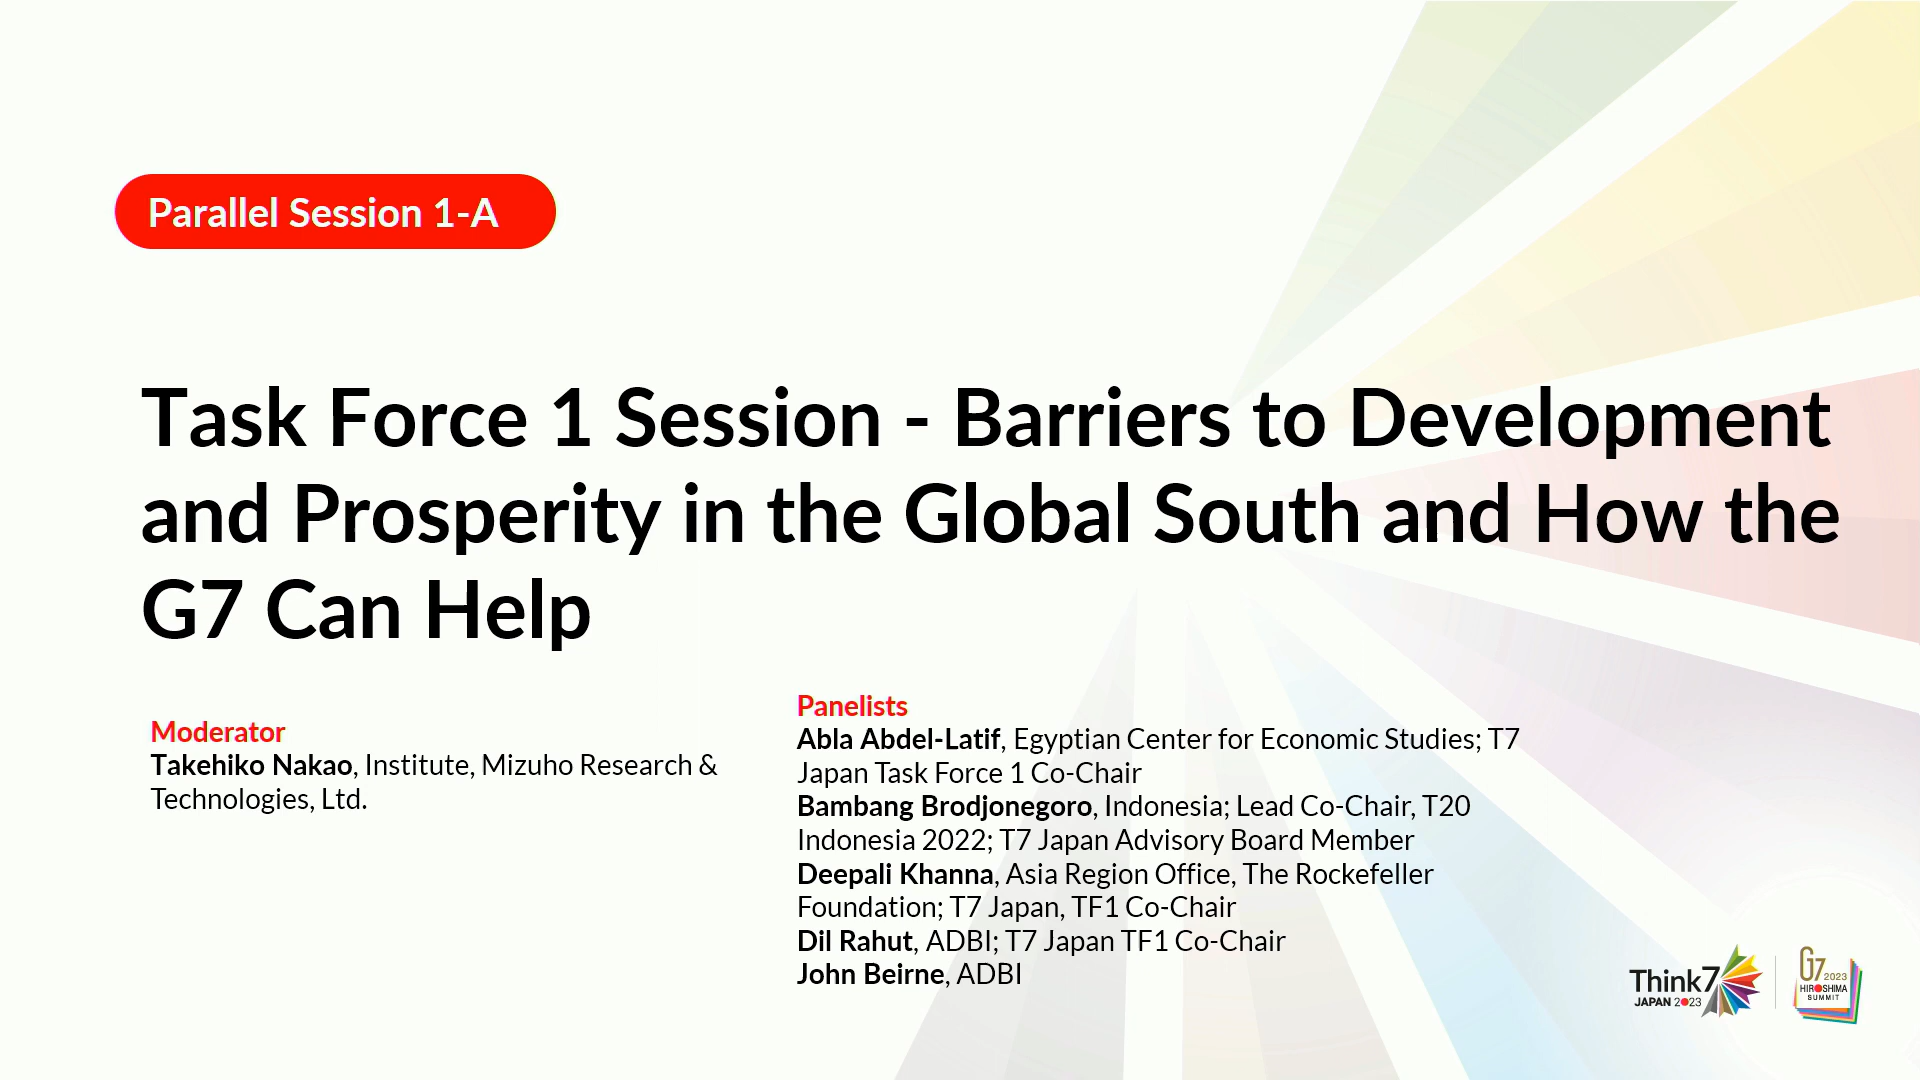 Parallel Session 1-A
Task Force 1 Session - Barriers to Development
and Prosperity in the Global South and How the
G7 Can Help
Moderator
Takehiko Nakao, Institute, Mizuho Research &
Technologies, Ltd.
Panelists
Abla Abdel-Latif, Egyptian Center for Economic Studies; T7
Japan Task Force 1 Co-Chair
Bambang Brodjonegoro, Indonesia; Lead Co-Chair, T20
Indonesia 2022; T7 Japan Advisory Board Member
Deepali Khanna, Asia Region Office, The Rockefeller
Foundation; T7 Japan, TF1 Co-Chair
Dil Rahut, ADBI; T7 Japan TF1 Co-Chair
John Beirne, ADBI
Think7
JAPAN 2023
G7 2023
HIROSHIMA
SUMMIT